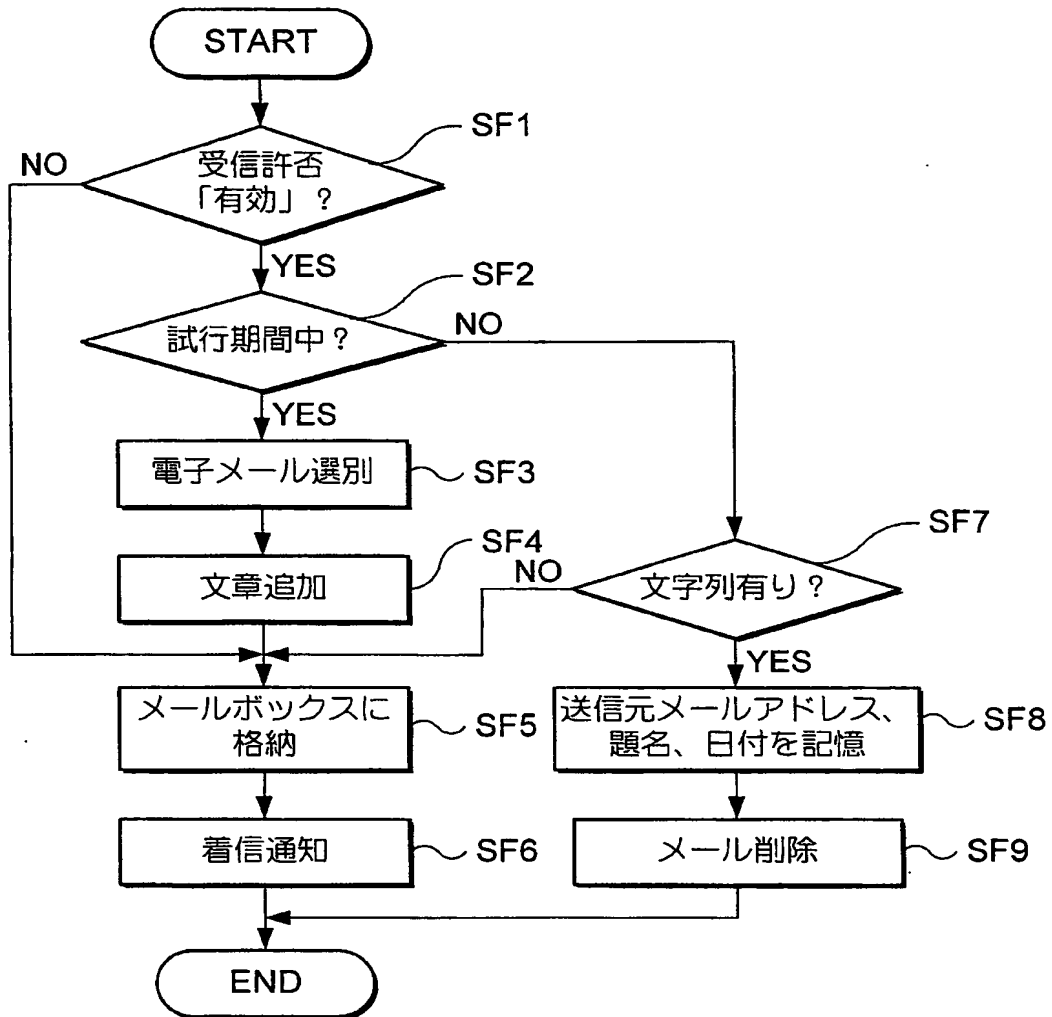 START
SF1
NO
受信許否
「有効」?
YES
SF2
試行期間中?
NO
YES
電子メール選別
SF3
SF4
文章追加
SF7
NO
文字列有り?
YES
メールボックスに
格納
SF5
送信元メールアドレス、
題名、日付を記憶
SF8
着信通知
SF6
メール削除
SF9
END